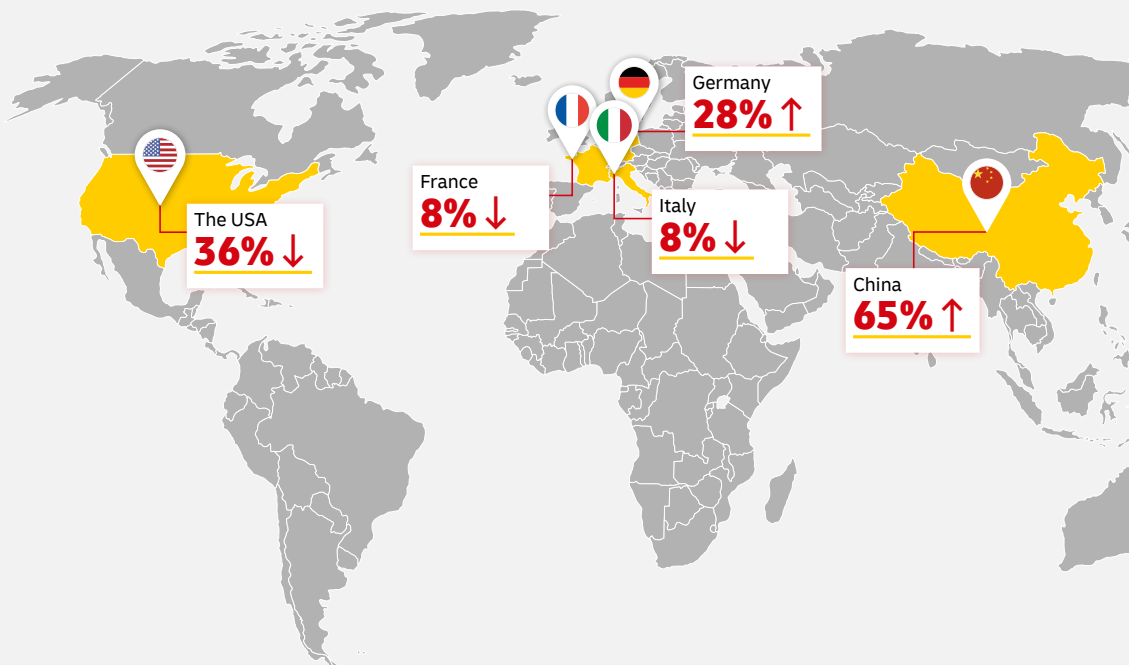 Germany
28% ↑
France
8% ↓
Italy
8% ↓
The USA
36% ↓
China
65% ↑